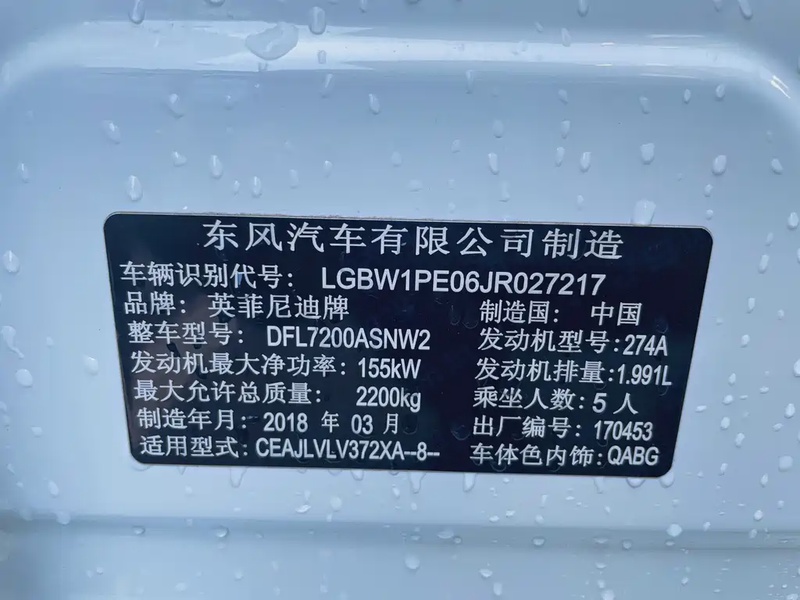 东风汽车有限公司制造
车辆识别代号: LGBW1PE06JR027217
品牌: 英菲尼迪牌 制造国: 中国
整车型号: DFL7200ASNW2 发动机型号: 274A
发动机最大净功率: 155kW 发动机排量: 1.991L
最大允许总质量: 2200kg 乘坐人数: 5 人
制造年月: 2018 年 03 月 出厂编号: 170453
适用型式: CEAJLVLV372XA--8-- 车体色内饰: QABG